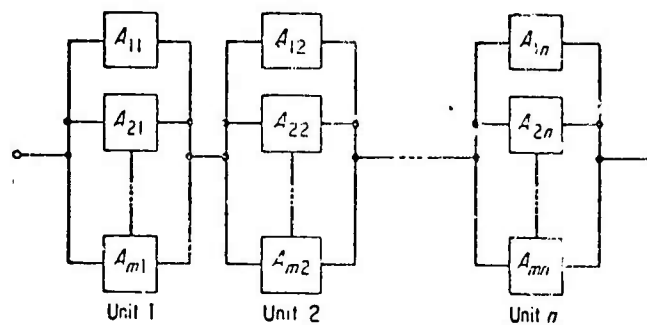 A11 A12 A1n
A21 A22 A2n
Am1 Am2 Amn
Unit 1 Unit 2 Unit n